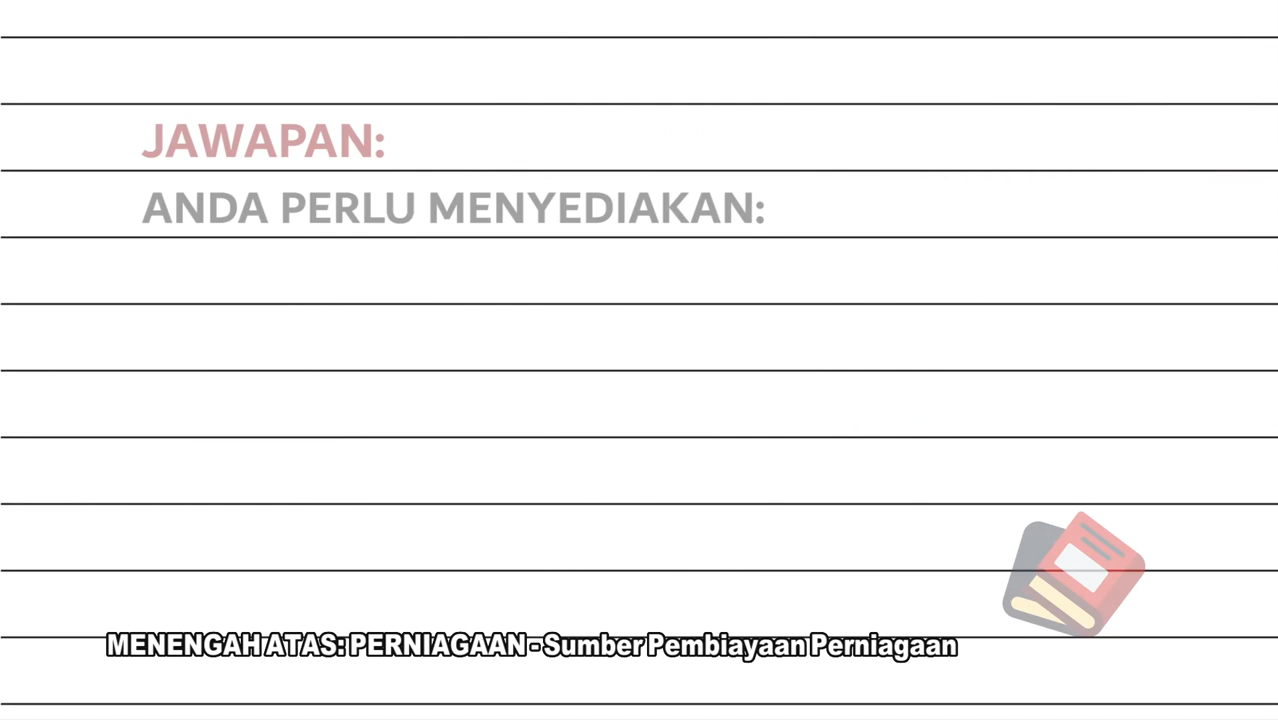 JAWAPAN:
ANDA PERLU MENYEDIAKAN:
MENENGAH ATAS: PERNIAGAAN - Sumber Pembiayaan Perniagaan